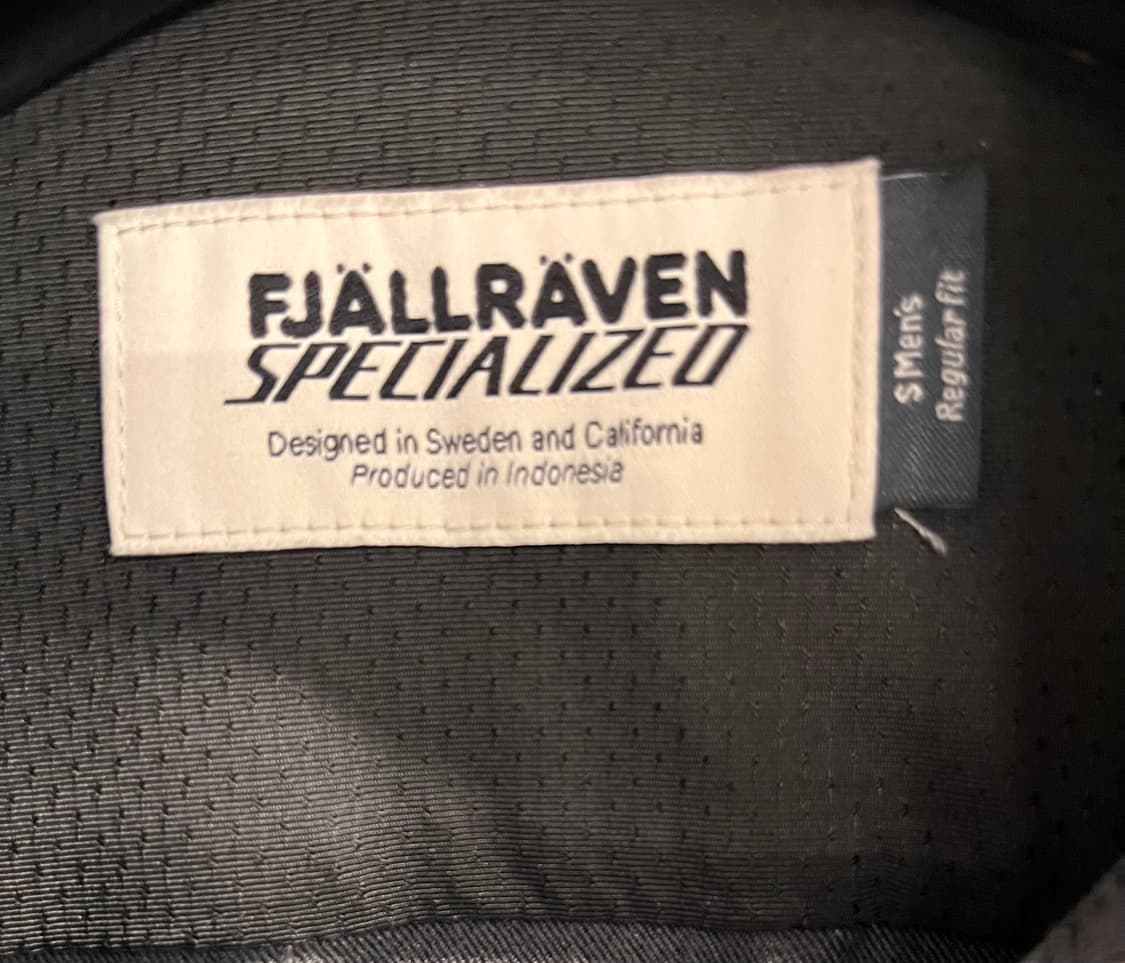 FJÄLLRÄVEN
SPECIALIZED
Designed in Sweden and California
Produced in Indonesia
S Men's
Regular fit